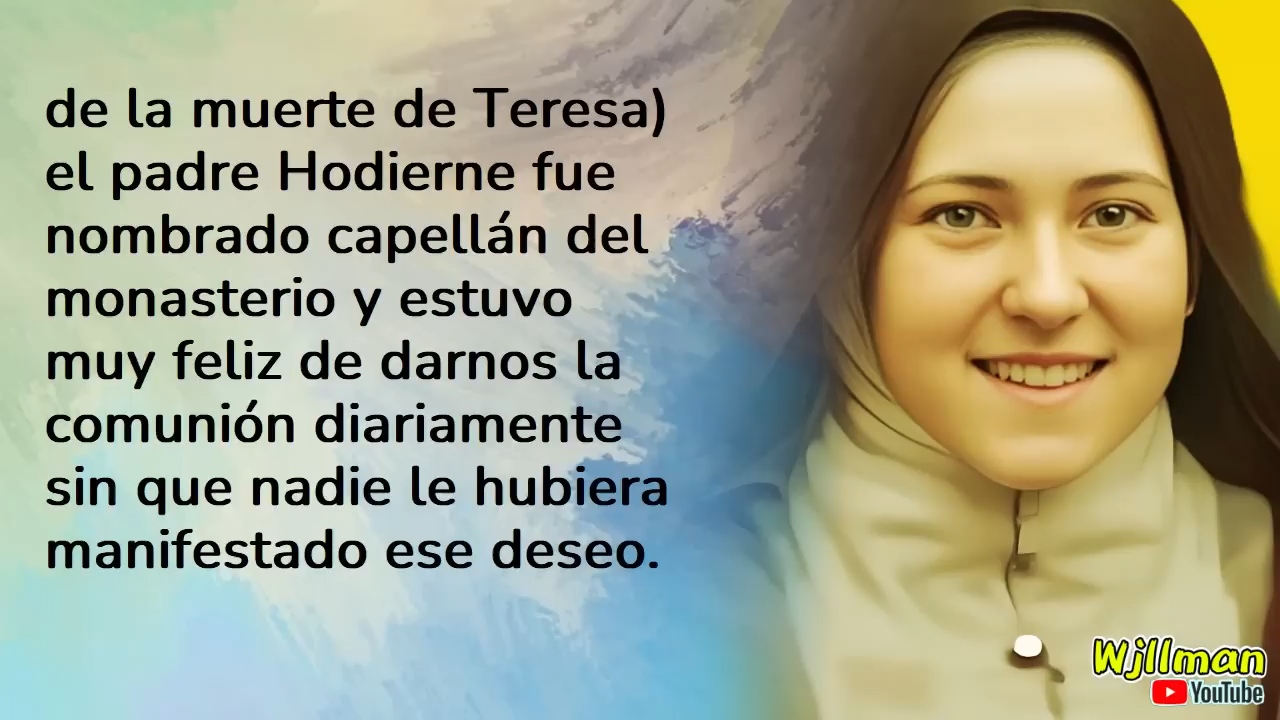 de la muerte de Teresa)
el padre Hodierne fue
nombrado capellán del
monasterio y estuvo
muy feliz de darnos la
comunión diariamente
sin que nadie le hubiera
manifestado ese deseo.
Wjllman
YouTube